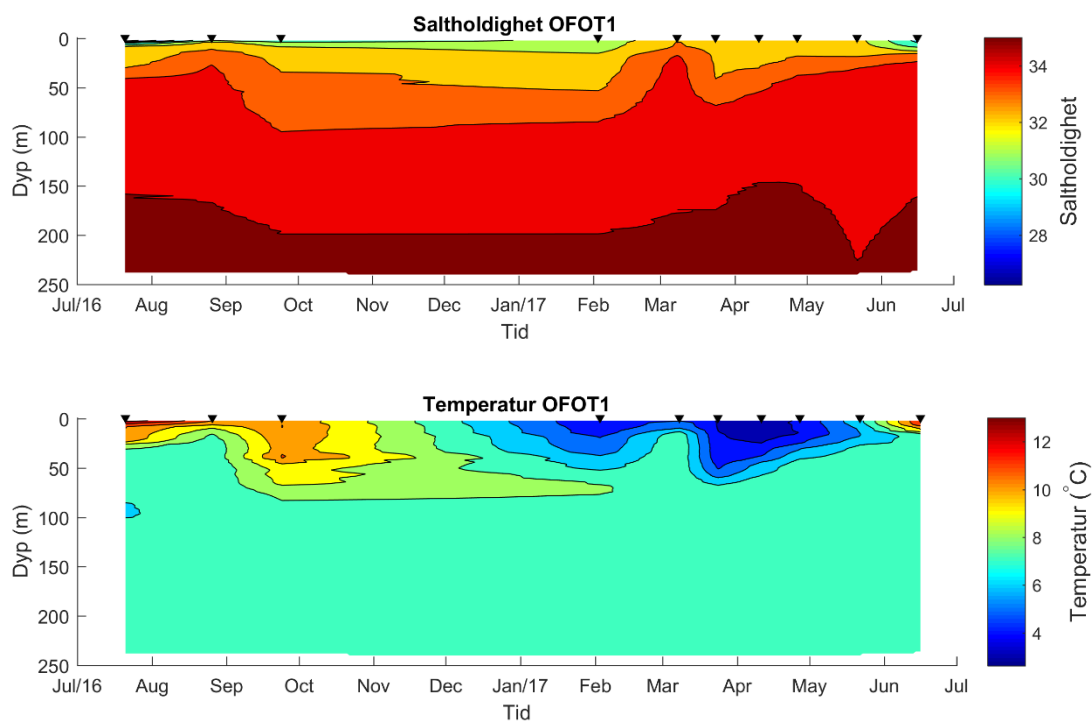 Saltholdighet OFOT1
0
50
100
150
200
250
Dyp (m)
Jul/16 Aug Sep Oct Nov Dec Jan/17 Feb Mar Apr May Jun Jul
Tid
34
32
30
28
Saltholdighet
Temperatur OFOT1
0
50
100
150
200
250
Dyp (m)
Jul/16 Aug Sep Oct Nov Dec Jan/17 Feb Mar Apr May Jun Jul
Tid
12
10
8
6
4
Temperatur (°C)